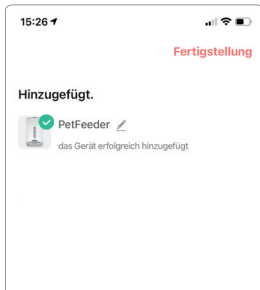 15:26
Fertigstellung
Hinzugefügt.
PetFeeder
das Gerät erfolgreich hinzugefügt